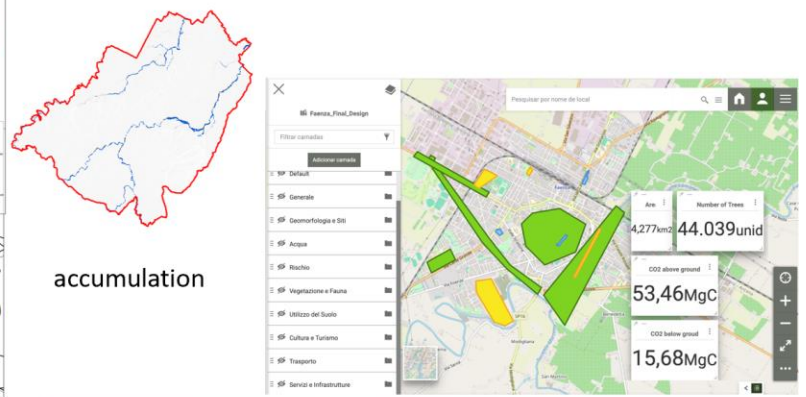 accumulation
Faenza_Final_Design
Filtrar camadas
Adicionar camada
Default
Generale
Geomorfologia e Siti
Acqua
Rischio
Vegetazione e Fauna
Utilizzo del Suolo
Cultura e Turismo
Trasporto
Servizi e Infrastrutture
Pesquisar por nome de local
Faenza
Are
4,277km2
Number of Trees
44.039unid
CO2 above ground
53,46MgC
CO2 below ground
15,68MgC